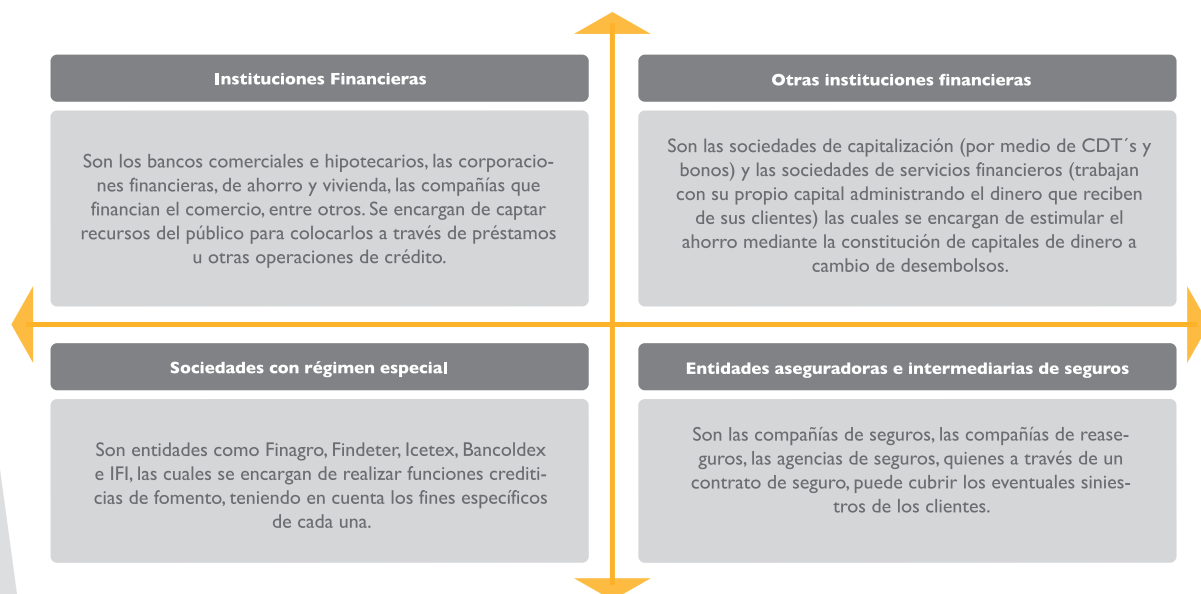 Instituciones Financieras
Son los bancos comerciales e hipotecarios, las corporacio-
nes financieras, de ahorro y vivienda, las compañías que
financian el comercio, entre otros. Se encargan de captar
recursos del público para colocarlos a través de préstamos
u otras operaciones de crédito.
Otras instituciones financieras
Son las sociedades de capitalización (por medio de CDT´s y
bonos) y las sociedades de servicios financieros (trabajan
con su propio capital administrando el dinero que reciben
de sus clientes) las cuales se encargan de estimular el
ahorro mediante la constitución de capitales de dinero a
cambio de desembolsos.
Sociedades con régimen especial
Son entidades como Finagro, Findeter, Icetex, Bancoldex
e IFI, las cuales se encargan de realizar funciones crediti-
cias de fomento, teniendo en cuenta los fines específicos
de cada una.
Entidades aseguradoras e intermediarias de seguros
Son las compañías de seguros, las compañías de rease-
guros, las agencias de seguros, quienes a través de un
contrato de seguro, puede cubrir los eventuales sinies-
tros de los clientes.